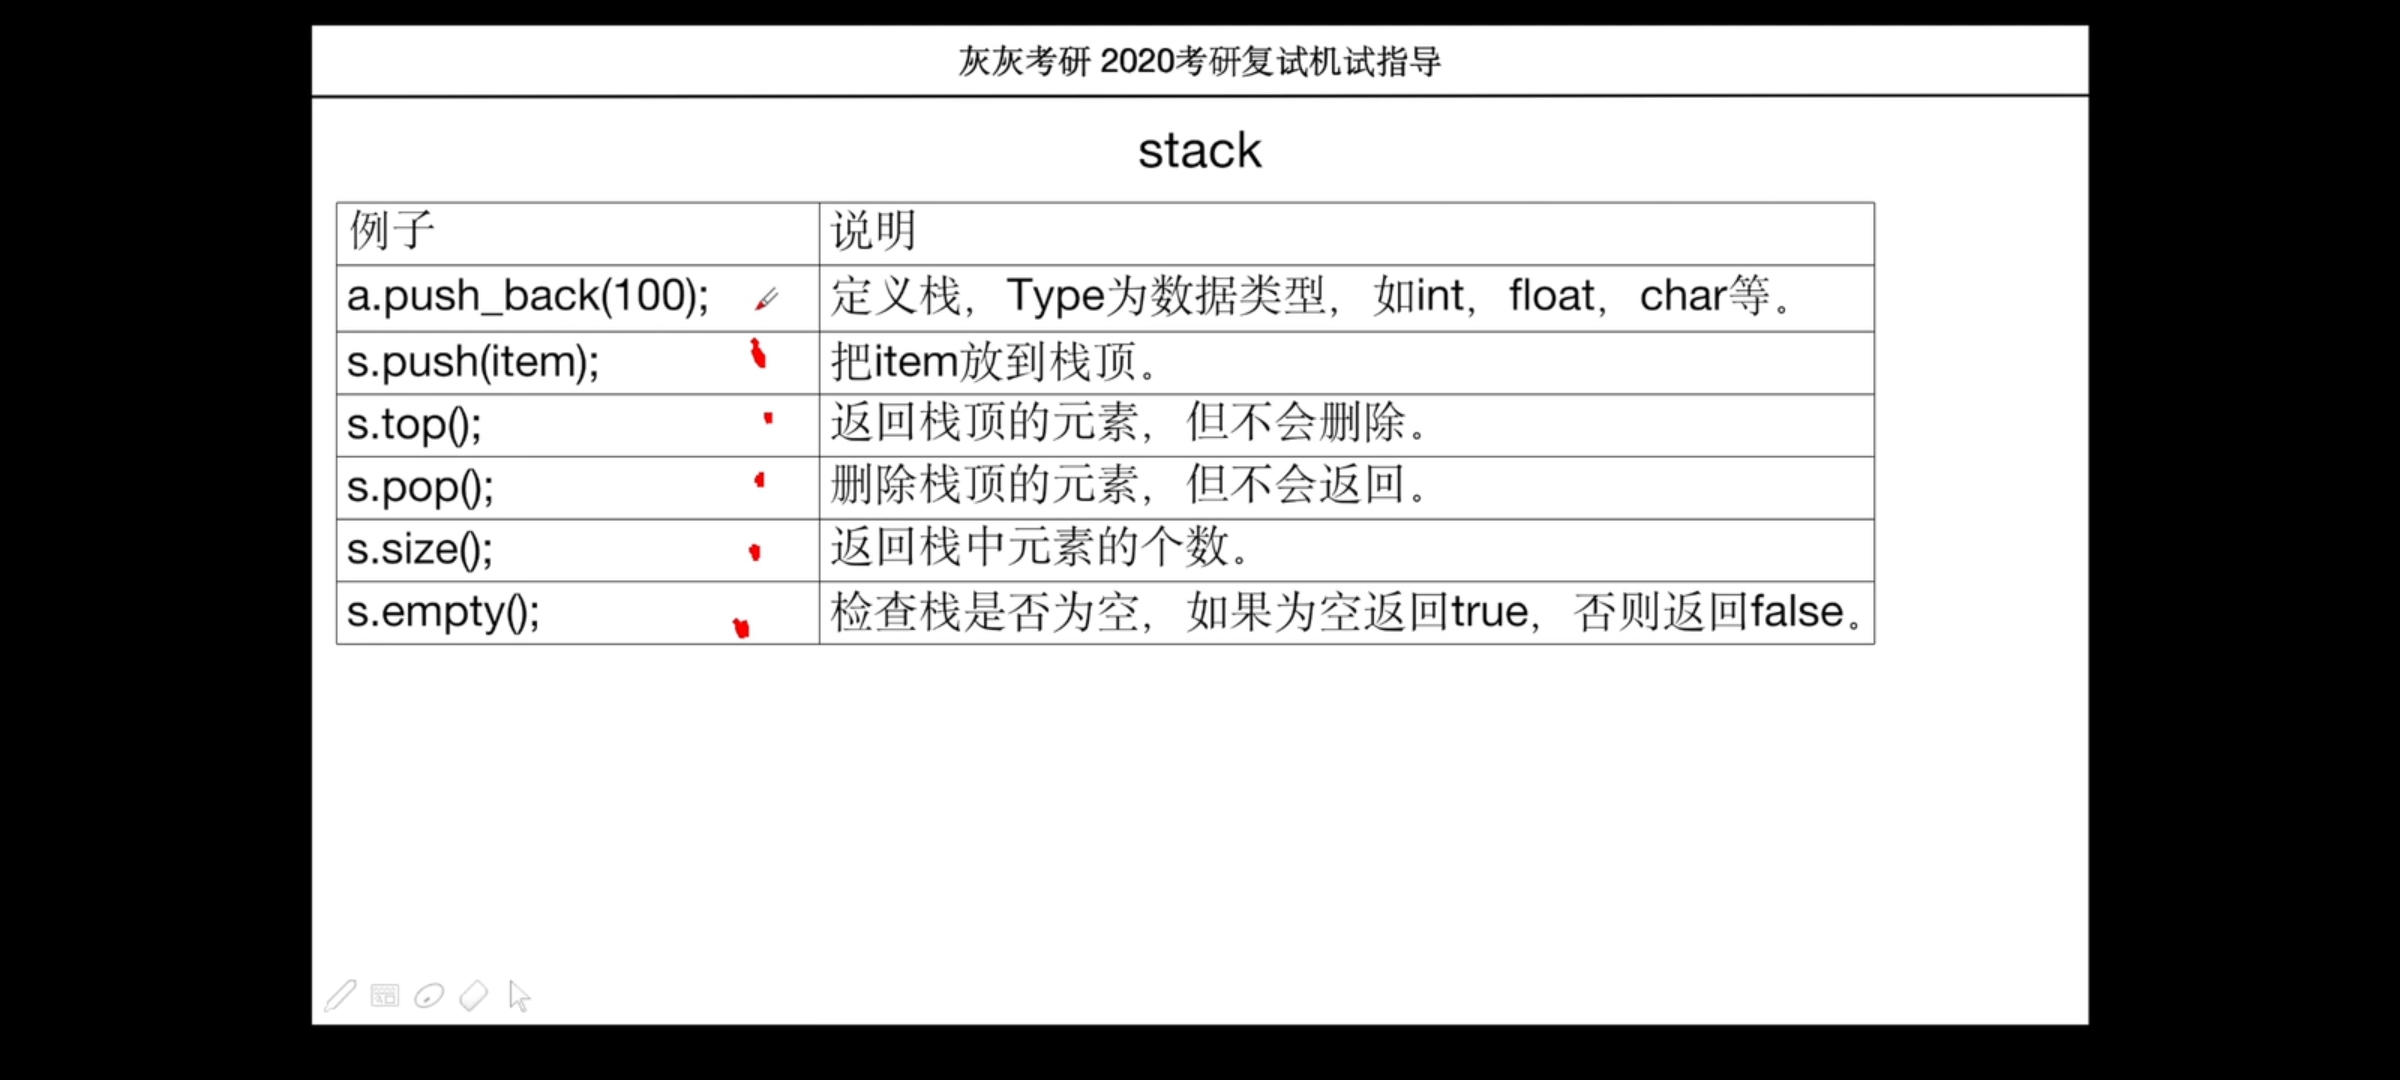 灰灰考研 2020考研复试机试指导
stack
例子 说明
a.push_back(100); 定义栈，Type为数据类型，如int，float，char等。
s.push(item); 把item放到栈顶。
s.top(); 返回栈顶的元素，但不会删除。
s.pop(); 删除栈顶的元素，但不会返回。
s.size(); 返回栈中元素的个数。
s.empty(); 检查栈是否为空，如果为空返回true，否则返回false。